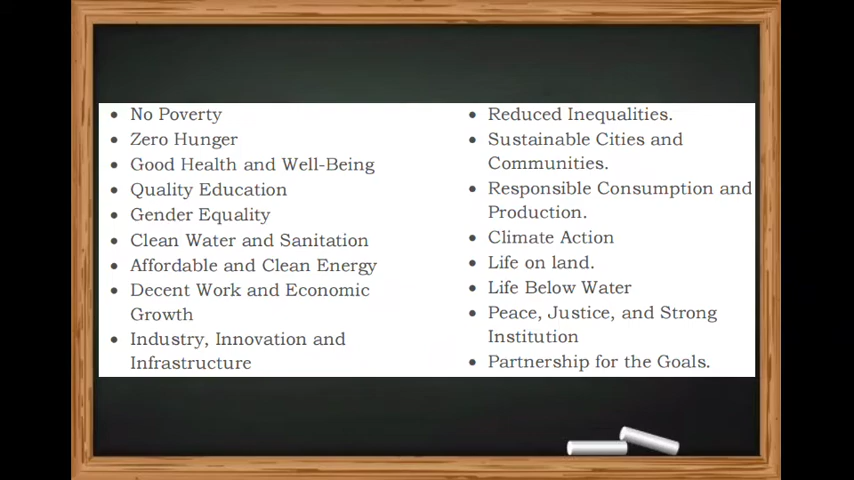 • No Poverty
• Zero Hunger
• Good Health and Well-Being
• Quality Education
• Gender Equality
• Clean Water and Sanitation
• Affordable and Clean Energy
• Decent Work and Economic
Growth
• Industry, Innovation and
Infrastructure
• Reduced Inequalities.
• Sustainable Cities and
Communities.
• Responsible Consumption and
Production.
• Climate Action
• Life on land.
• Life Below Water
• Peace, Justice, and Strong
Institution
• Partnership for the Goals.